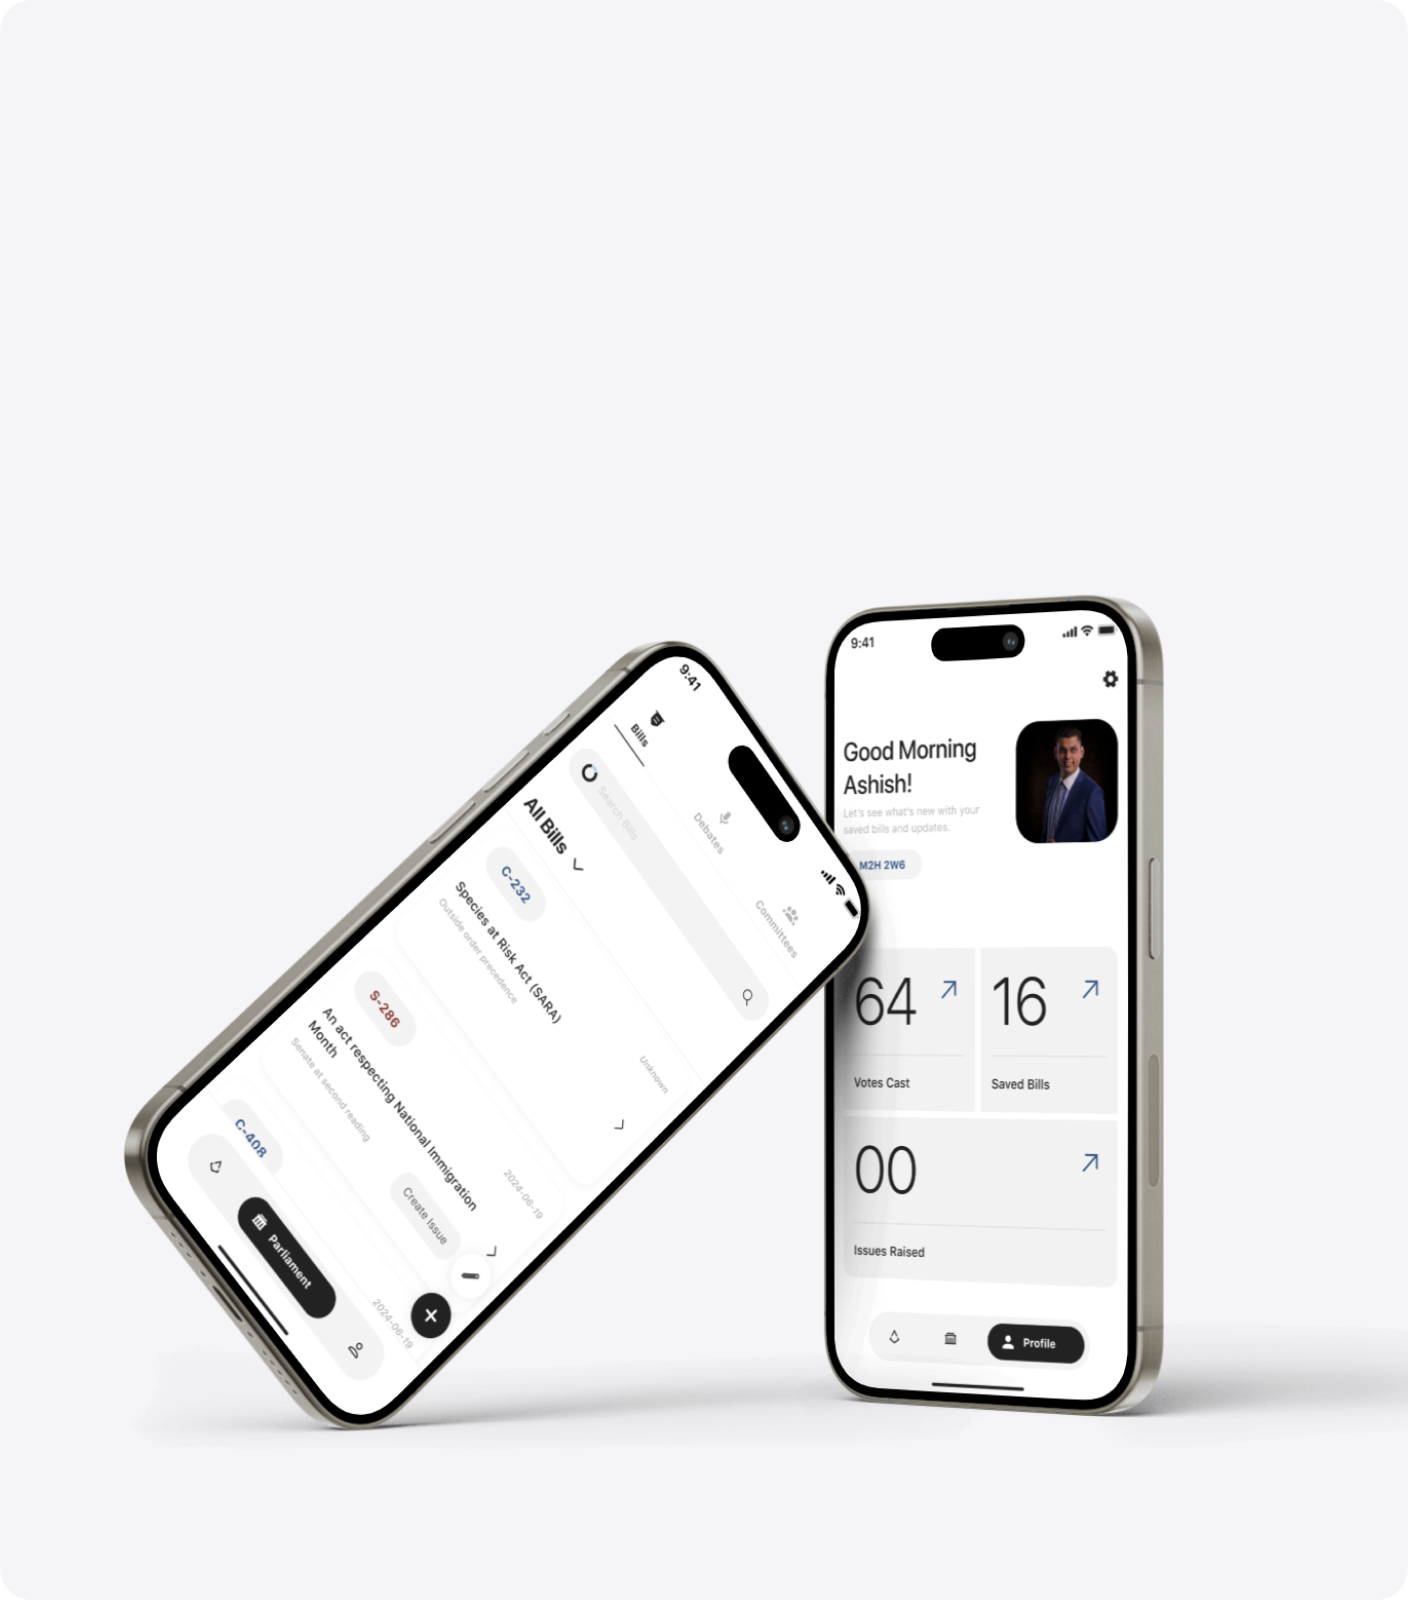 9:41
Bills
Debates
Committees
Search Bills
All Bills
C-232
Species at Risk Act (SARA)
Outside order precedence
Unknown
S-286
An act respecting National Immigration
Month
Senate at second reading
2024-06-19
Create Issue
C-408
2024-06-19
Parliament
9:41
Good Morning
Ashish!
Let's see what's new with your
saved bills and updates.
M2H 2W6
64
16
Votes Cast
Saved Bills
00
Issues Raised
Profile